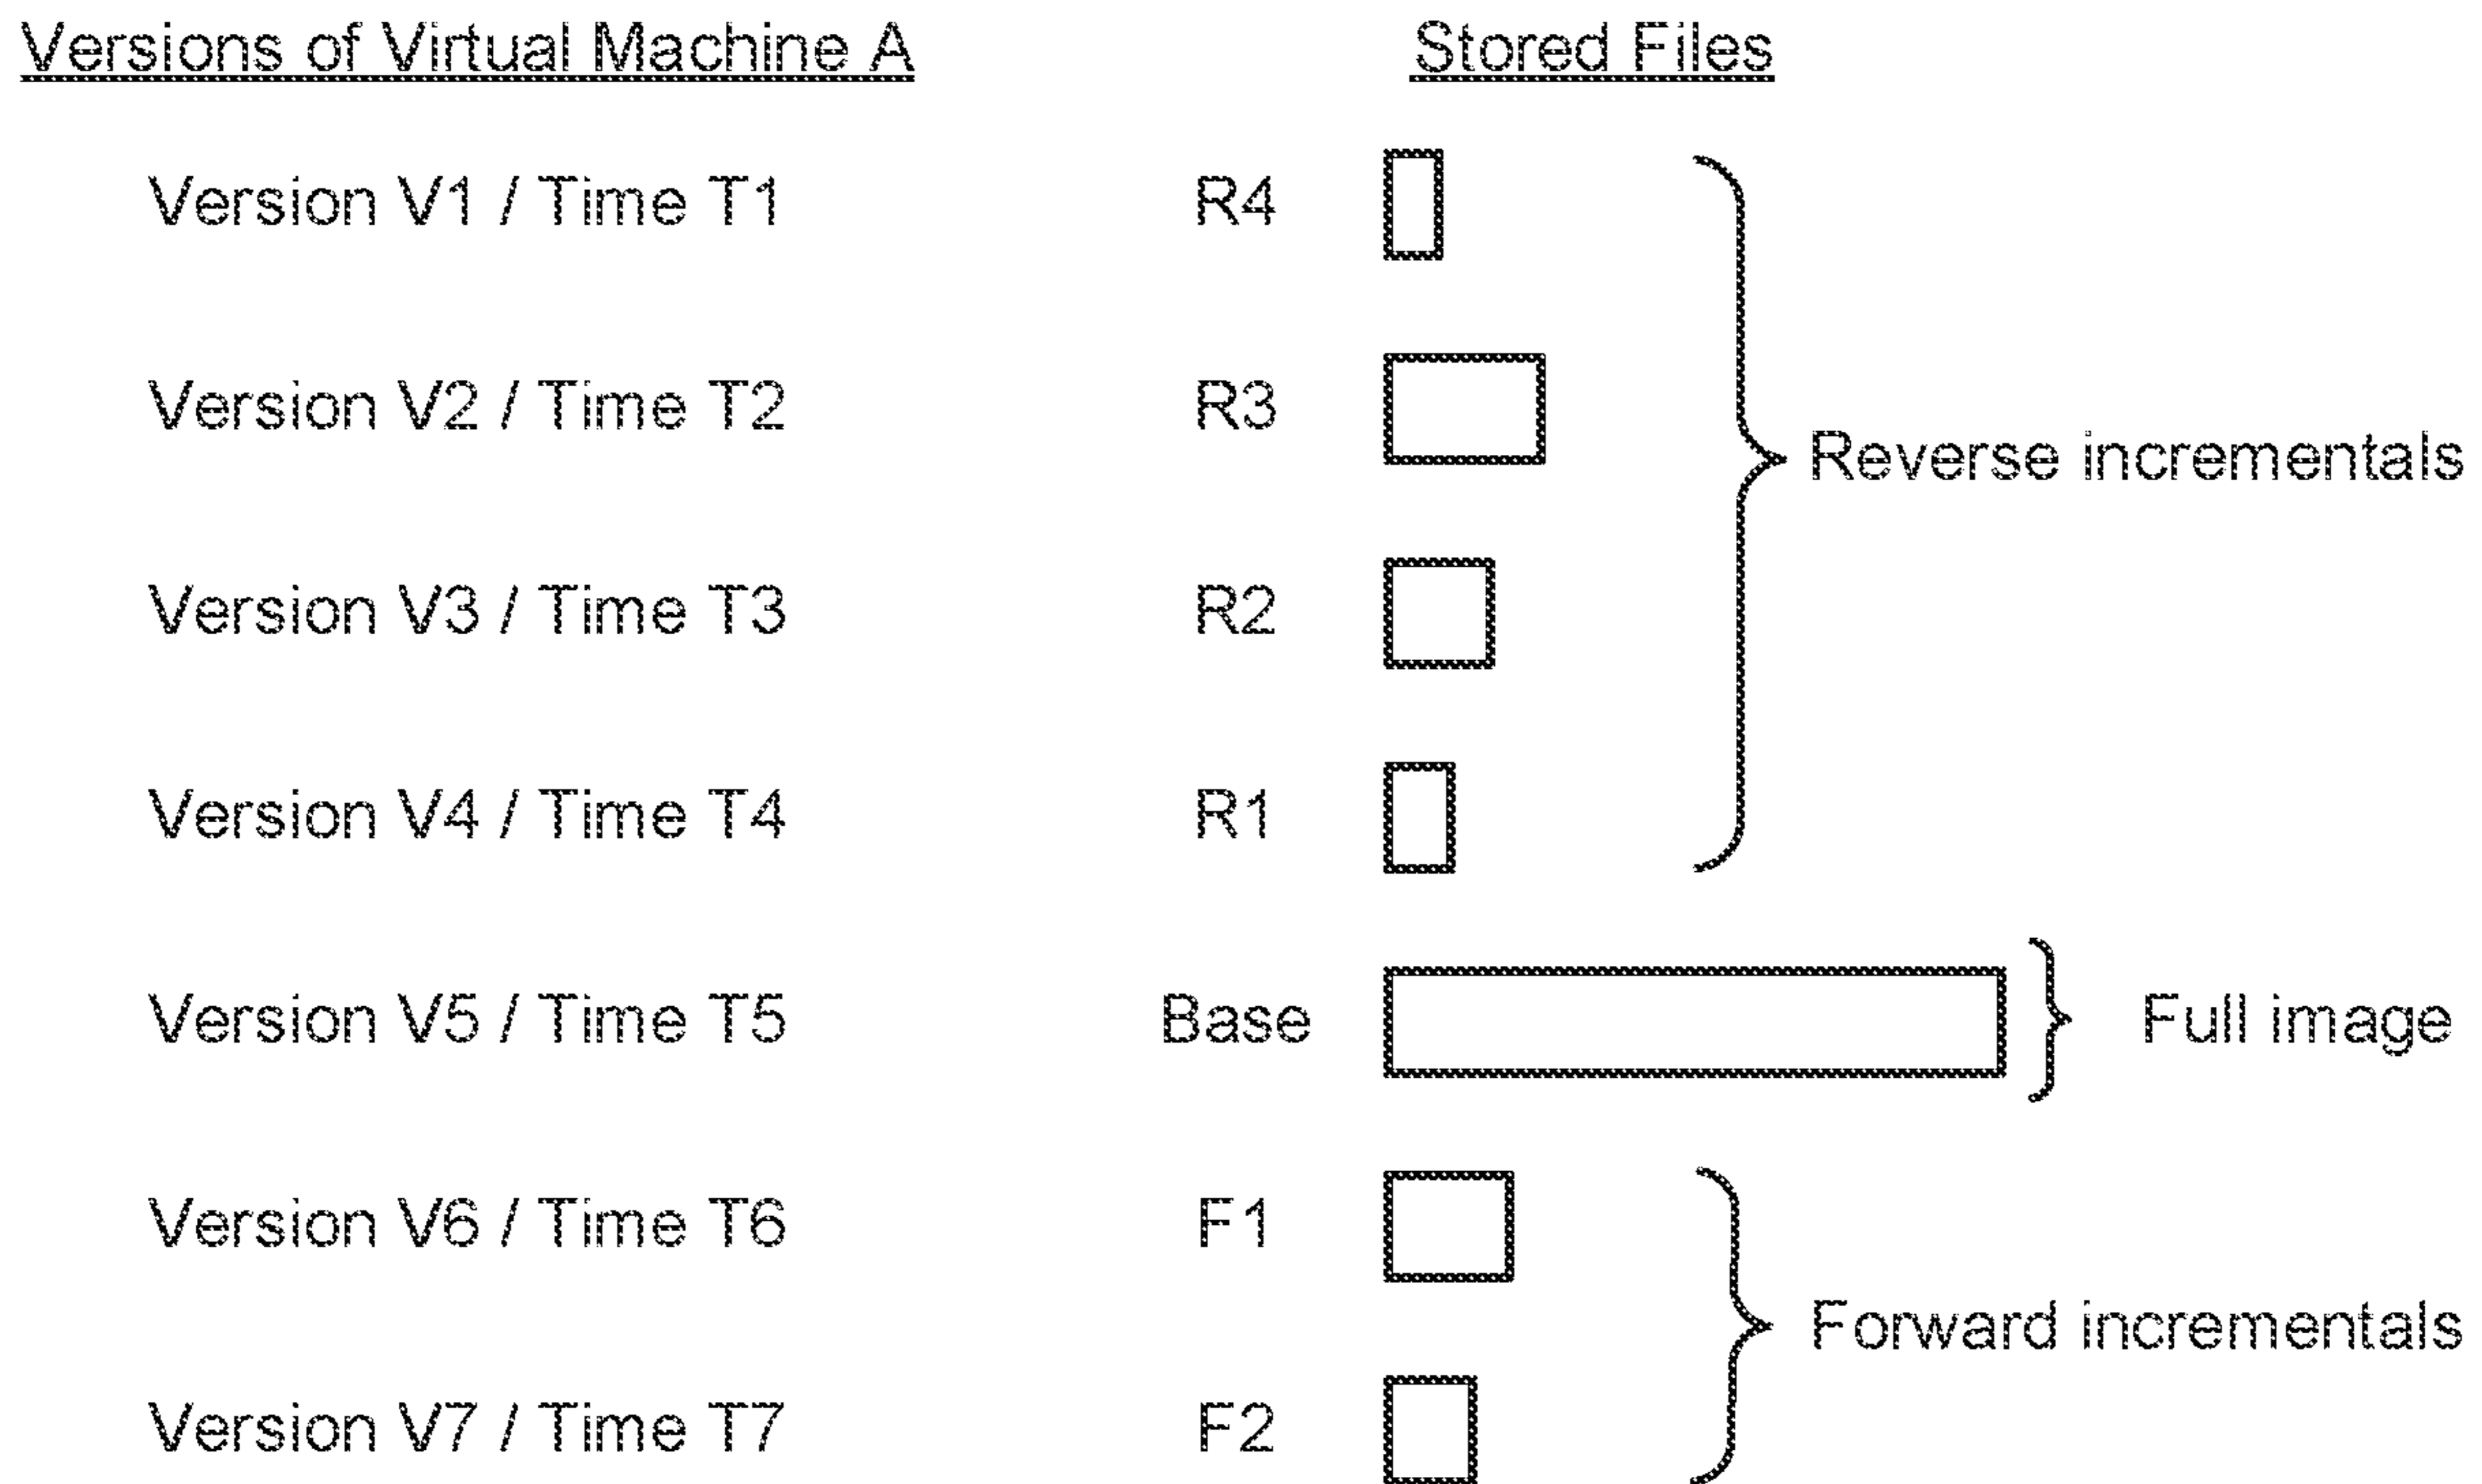 Versions of Virtual Machine A Stored Files
Version V1 / Time T1 R4
Version V2 / Time T2 R3
Reverse incrementals
Version V3 / Time T3 R2
Version V4 / Time T4 R1
Version V5 / Time T5 Base Full image
Version V6 / Time T6 F1
Forward incrementals
Version V7 / Time T7 F2